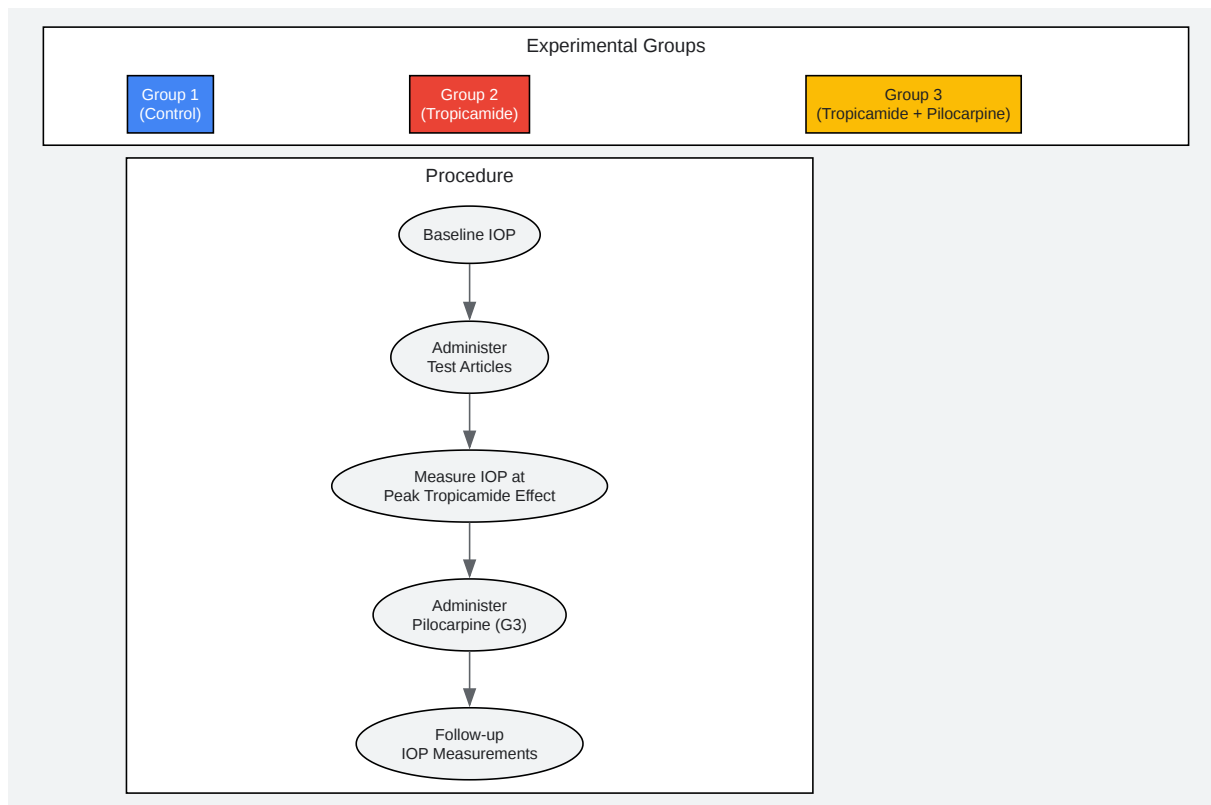 Experimental Groups
Group 1
(Control)
Group 2
(Tropicamide)
Group 3
(Tropicamide + Pilocarpine)
Procedure
Baseline IOP
Administer
Test Articles
Measure IOP at
Peak Tropicamide Effect
Administer
Pilocarpine (G3)
Follow-up
IOP Measurements